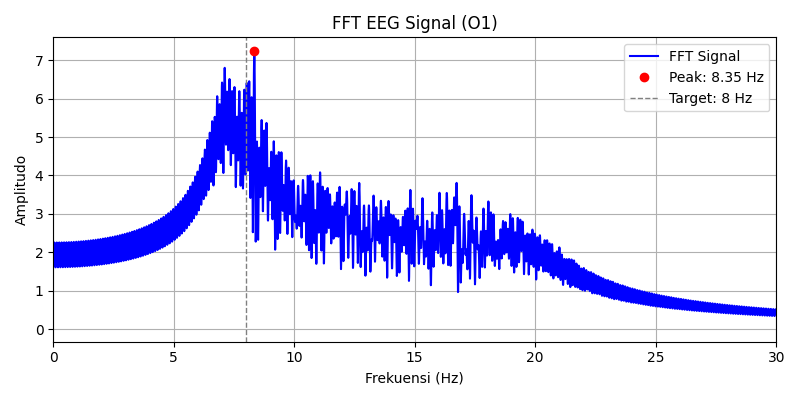 FFT EEG Signal (O1)
FFT Signal
Peak: 8.35 Hz
Target: 8 Hz
Amplitudo
7
6
5
4
3
2
1
0
0 5 10 15 20 25 30
Frekuensi (Hz)